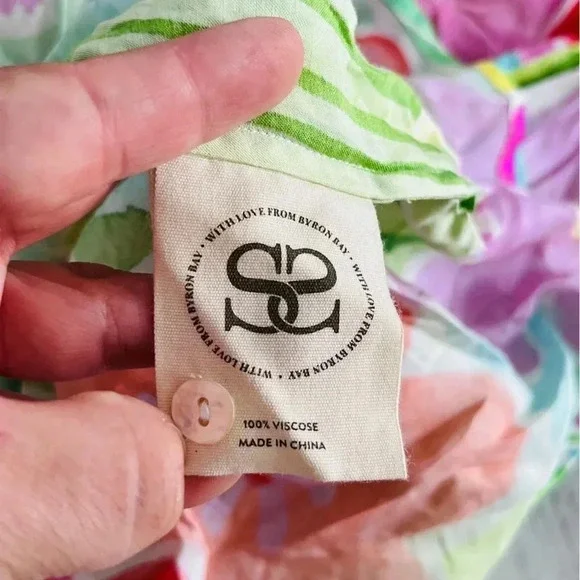 • WITH LOVE FROM BYRON BAY • WITH LOVE FROM BYRON BAY • WITH LOVE FROM BYRON BAY
SS
100% VISCOSE
MADE IN CHINA